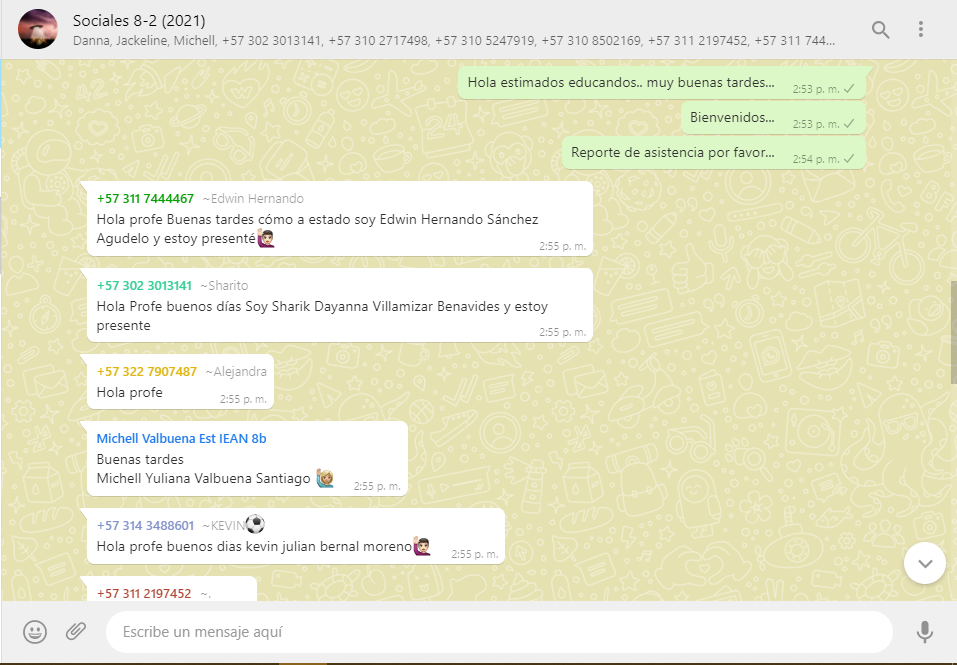 Sociales 8-2 (2021)
Danna, Jackeline, Michell, +57 302 3013141, +57 310 2717498, +57 310 5247919, +57 310 8502169, +57 311 2197452, +57 311 744...
Hola estimados educandos.. muy buenas tardes... 2:53 p. m.
Bienvenidos... 2:53 p. m.
Reporte de asistencia por favor... 2:54 p. m.
+57 311 7444467 ~Edwin Hernando
Hola profe Buenas tardes cómo a estado soy Edwin Hernando Sánchez
Agudelo y estoy presenté🙋🏻‍♂️
2:55 p. m.
+57 302 3013141 ~Sharito
Hola Profe buenos días Soy Sharik Dayanna Villamizar Benavides y estoy
presente
2:55 p. m.
+57 322 7907487 ~Alejandra
Hola profe 2:55 p. m.
Michell Valbuena Est IEAN 8b
Buenas tardes
Michell Yuliana Valbuena Santiago 🙋🏼 2:55 p. m.
+57 314 3488601 ~KEVIN⚽
Hola profe buenos dias kevin julian bernal moreno🙋🏻‍♂️ 2:55 p. m.
+57 311 2197452 ~.
Escribe un mensaje aquí